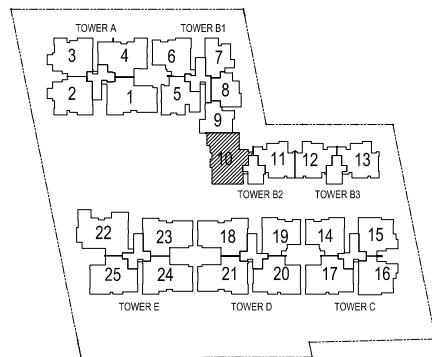 TOWER A TOWER B1
3 4 6 7
2 1 5 8
9
10 11 12 13
TOWER B2 TOWER B3
22 23 18 19 14 15
25 24 21 20 17 16
TOWER E TOWER D TOWER C